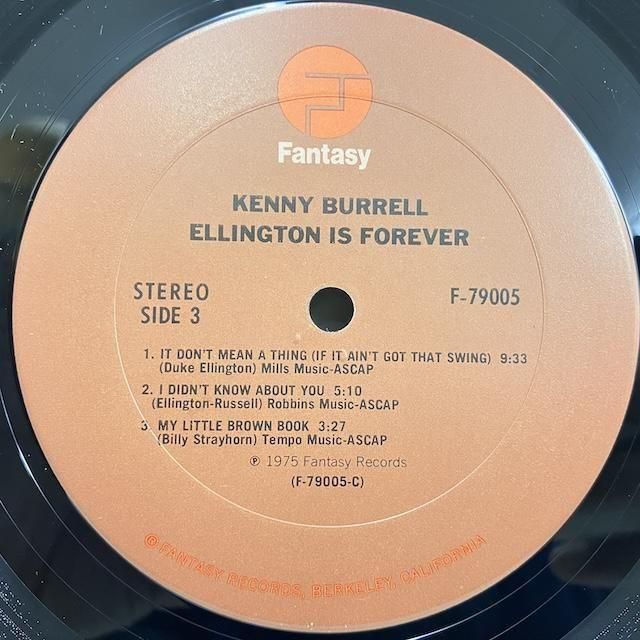 Fantasy
KENNY BURRELL
ELLINGTON IS FOREVER
STEREO
SIDE 3
F-79005
1. IT DON'T MEAN A THING (IF IT AIN'T GOT THAT SWING) 9:33
(Duke Ellington) Mills Music-ASCAP
2. I DIDN'T KNOW ABOUT YOU 5:10
(Ellington-Russell) Robbins Music-ASCAP
3. MY LITTLE BROWN BOOK 3:27
(Billy Strayhorn) Tempo Music-ASCAP
℗ 1975 Fantasy Records
(F-79005-C)
© FANTASY RECORDS, BERKELEY, CALIFORNIA